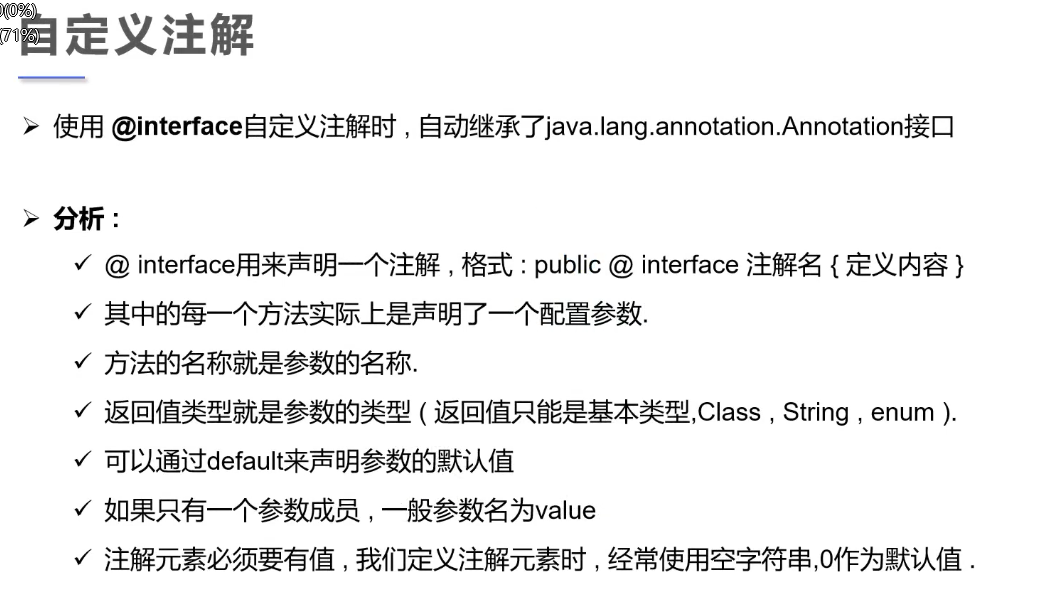 0(0%)
(71%)
自定义注解
使用 @interface自定义注解时 , 自动继承了java.lang.annotation.Annotation接口
分析 :
@ interface用来声明一个注解 , 格式 : public @ interface 注解名 { 定义内容 }
其中的每一个方法实际上是声明了一个配置参数.
方法的名称就是参数的名称.
返回值类型就是参数的类型 ( 返回值只能是基本类型,Class , String , enum ).
可以通过default来声明参数的默认值
如果只有一个参数成员 , 一般参数名为value
注解元素必须要有值 , 我们定义注解元素时 , 经常使用空字符串,0作为默认值 .